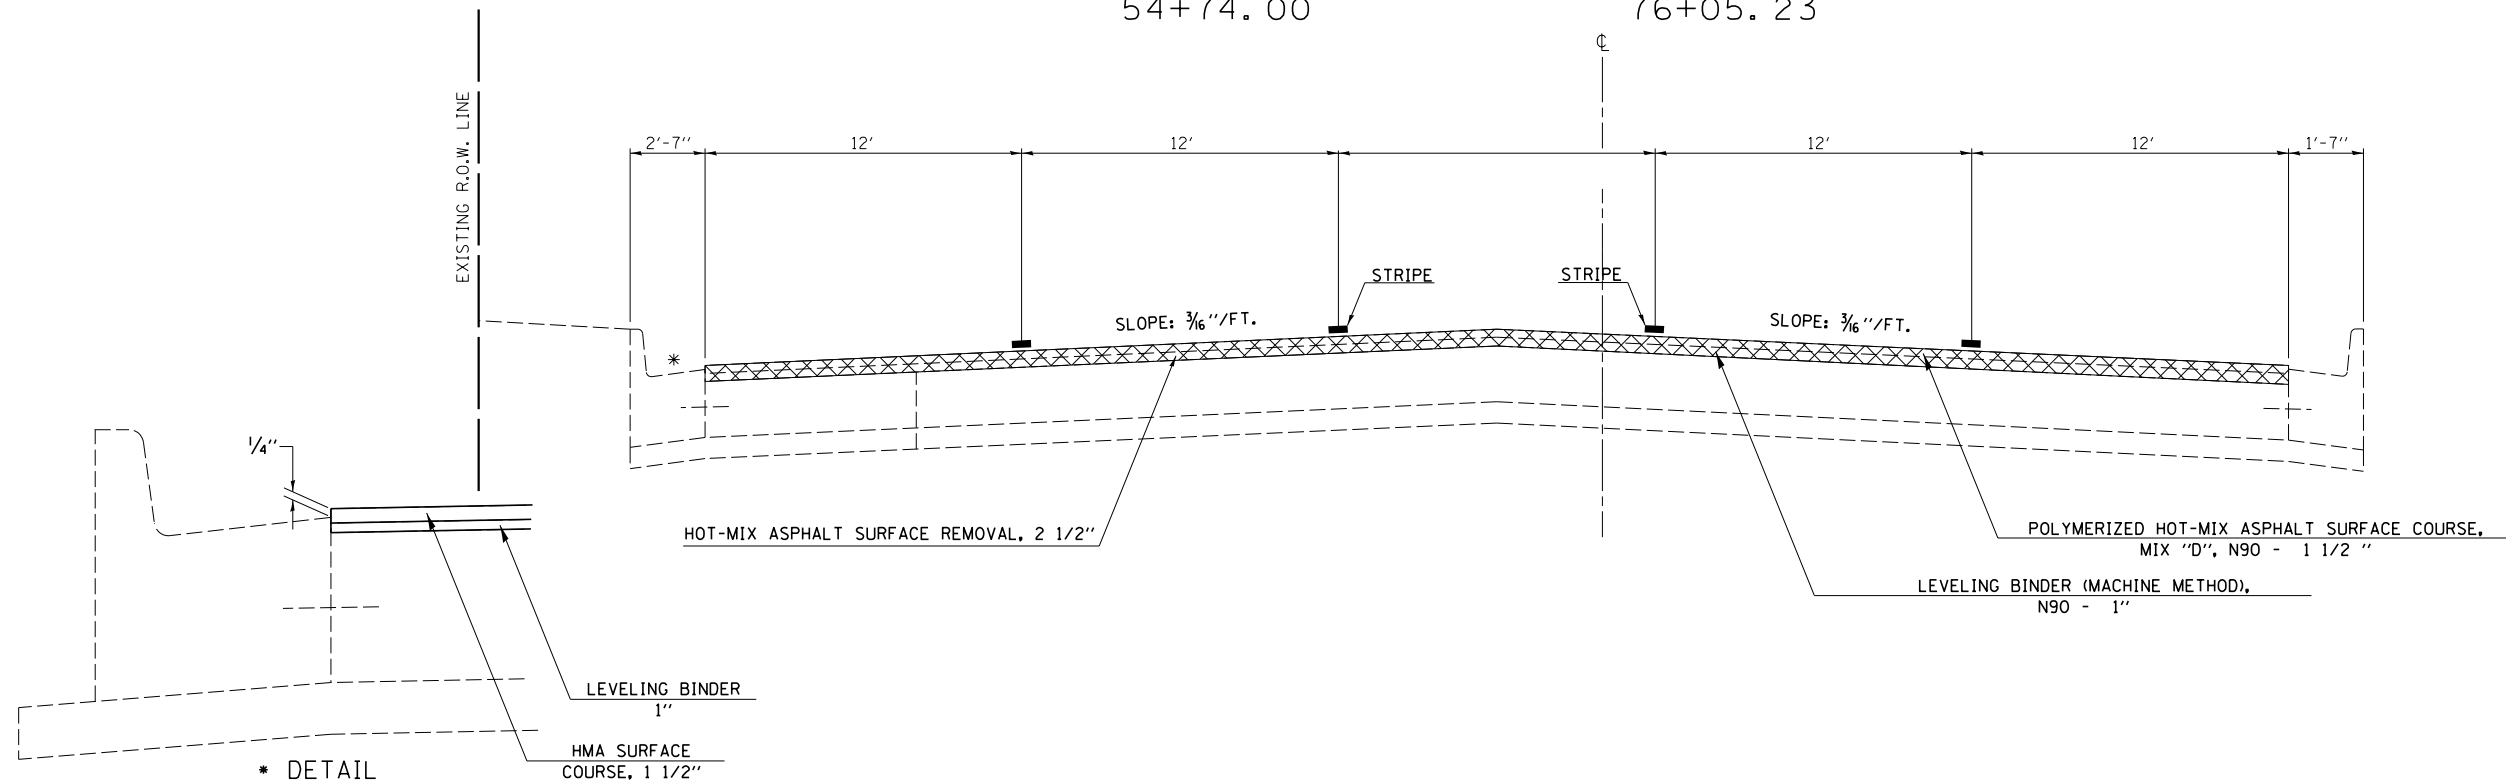 54+74.00
76+05.23
℄
EXISTING R.O.W. LINE
2'-7"
12'
12'
12'
12'
1'-7"
STRIPE
STRIPE
SLOPE: 3/16"/FT.
SLOPE: 3/16"/FT.
*
1/4"
HOT-MIX ASPHALT SURFACE REMOVAL, 2 1/2"
POLYMERIZED HOT-MIX ASPHALT SURFACE COURSE,
MIX "D", N90 - 1 1/2 "
LEVELING BINDER (MACHINE METHOD),
N90 - 1"
LEVELING BINDER
1"
HMA SURFACE
COURSE, 1 1/2"
* DETAIL